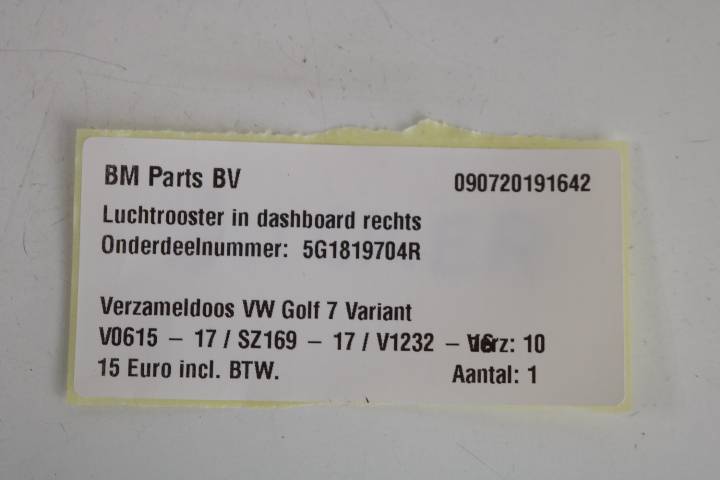 BM Parts BV 090720191642
Luchtrooster in dashboard rechts
Onderdeelnummer: 5G1819704R
Verzameldoos VW Golf 7 Variant
V0615 – 17 / SZ169 – 17 / V1232 – : 10
15 Euro incl. BTW. Aantal: 1